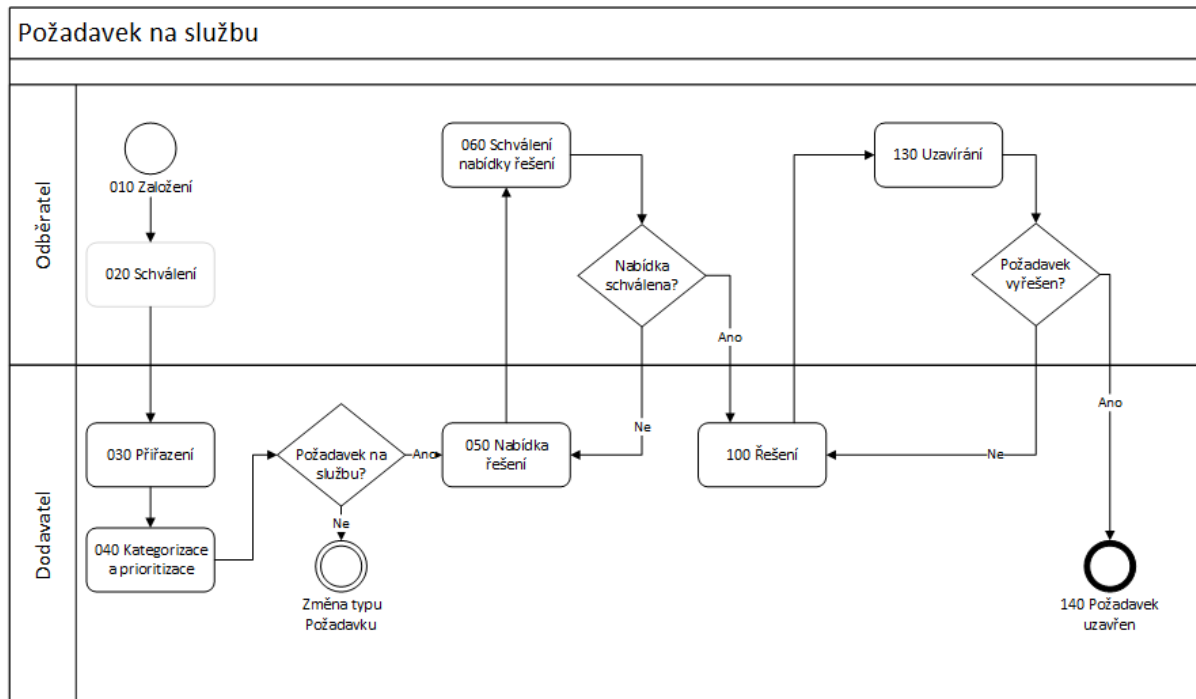 Požadavek na službu
Odběratel
010 Založení
020 Schválení
060 Schválení
nabídky řešení
Nabídka
schválena?
Ano
Ne
130 Uzavírání
Požadavek
vyřešen?
Ano
Ne
Dodavatel
030 Přiřazení
040 Kategorizace
a prioritizace
Požadavek na
službu?
Ano
Ne
Změna typu
Požadavku
050 Nabídka
řešení
100 Řešení
140 Požadavek
uzavřen